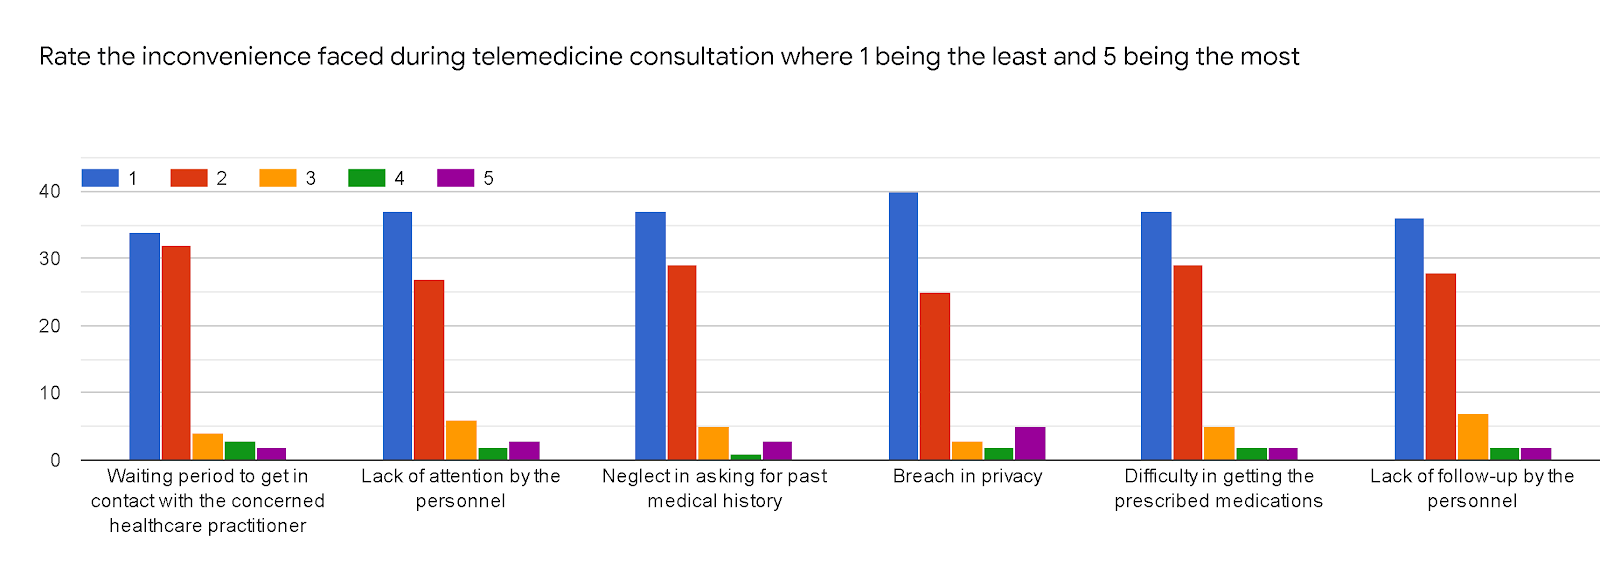 Rate the inconvenience faced during telemedicine consultation where 1 being the least and 5 being the most
1 2 3 4 5
40
30
20
10
0
Waiting period to get in
contact with the concerned
healthcare practitioner
Lack of attention by the
personnel
Neglect in asking for past
medical history
Breach in privacy
Difficulty in getting the
prescribed medications
Lack of follow-up by the
personnel